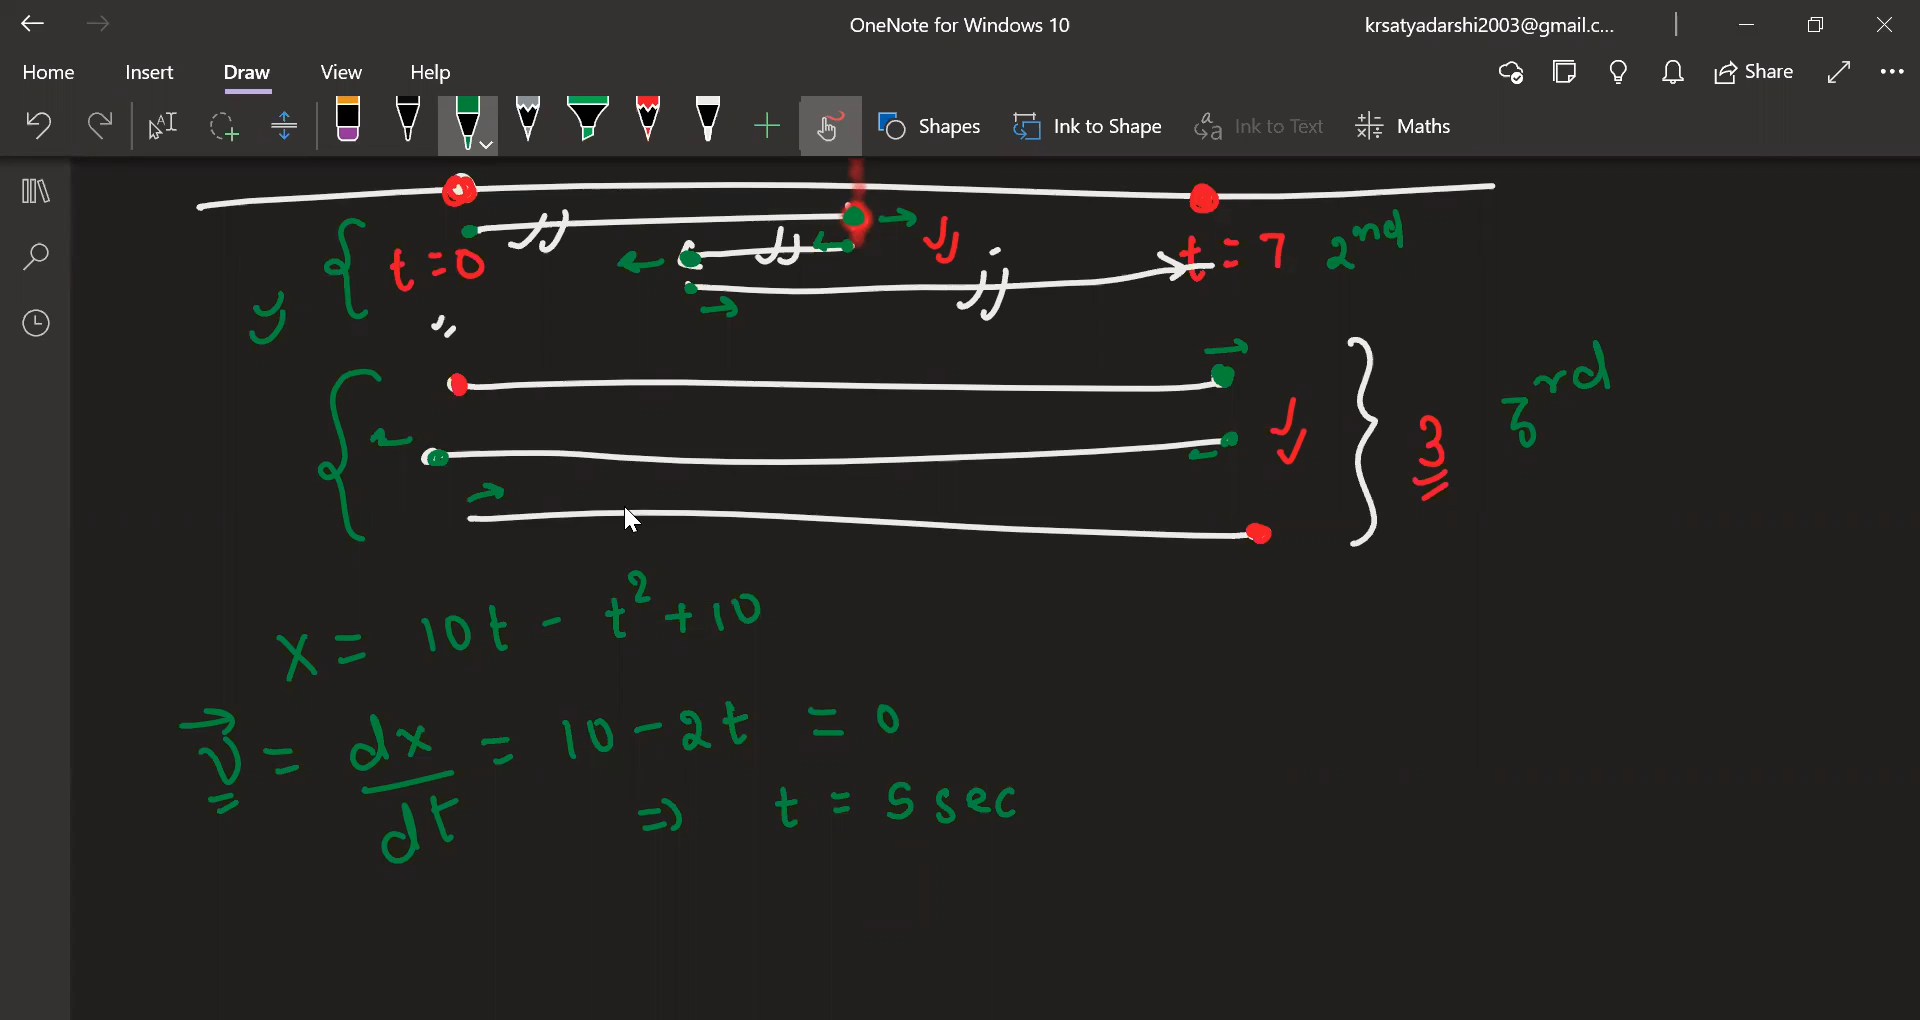 OneNote for Windows 10
krsatyadarshi2003@gmail.c...
Home Insert Draw View Help
Share
Shapes Ink to Shape Ink to Text Maths
t = 0
t = 7 2nd
y
3
3rd
x = 10t - t² + 10
v = dx/dt = 10 - 2t = 0
=> t = 5 sec